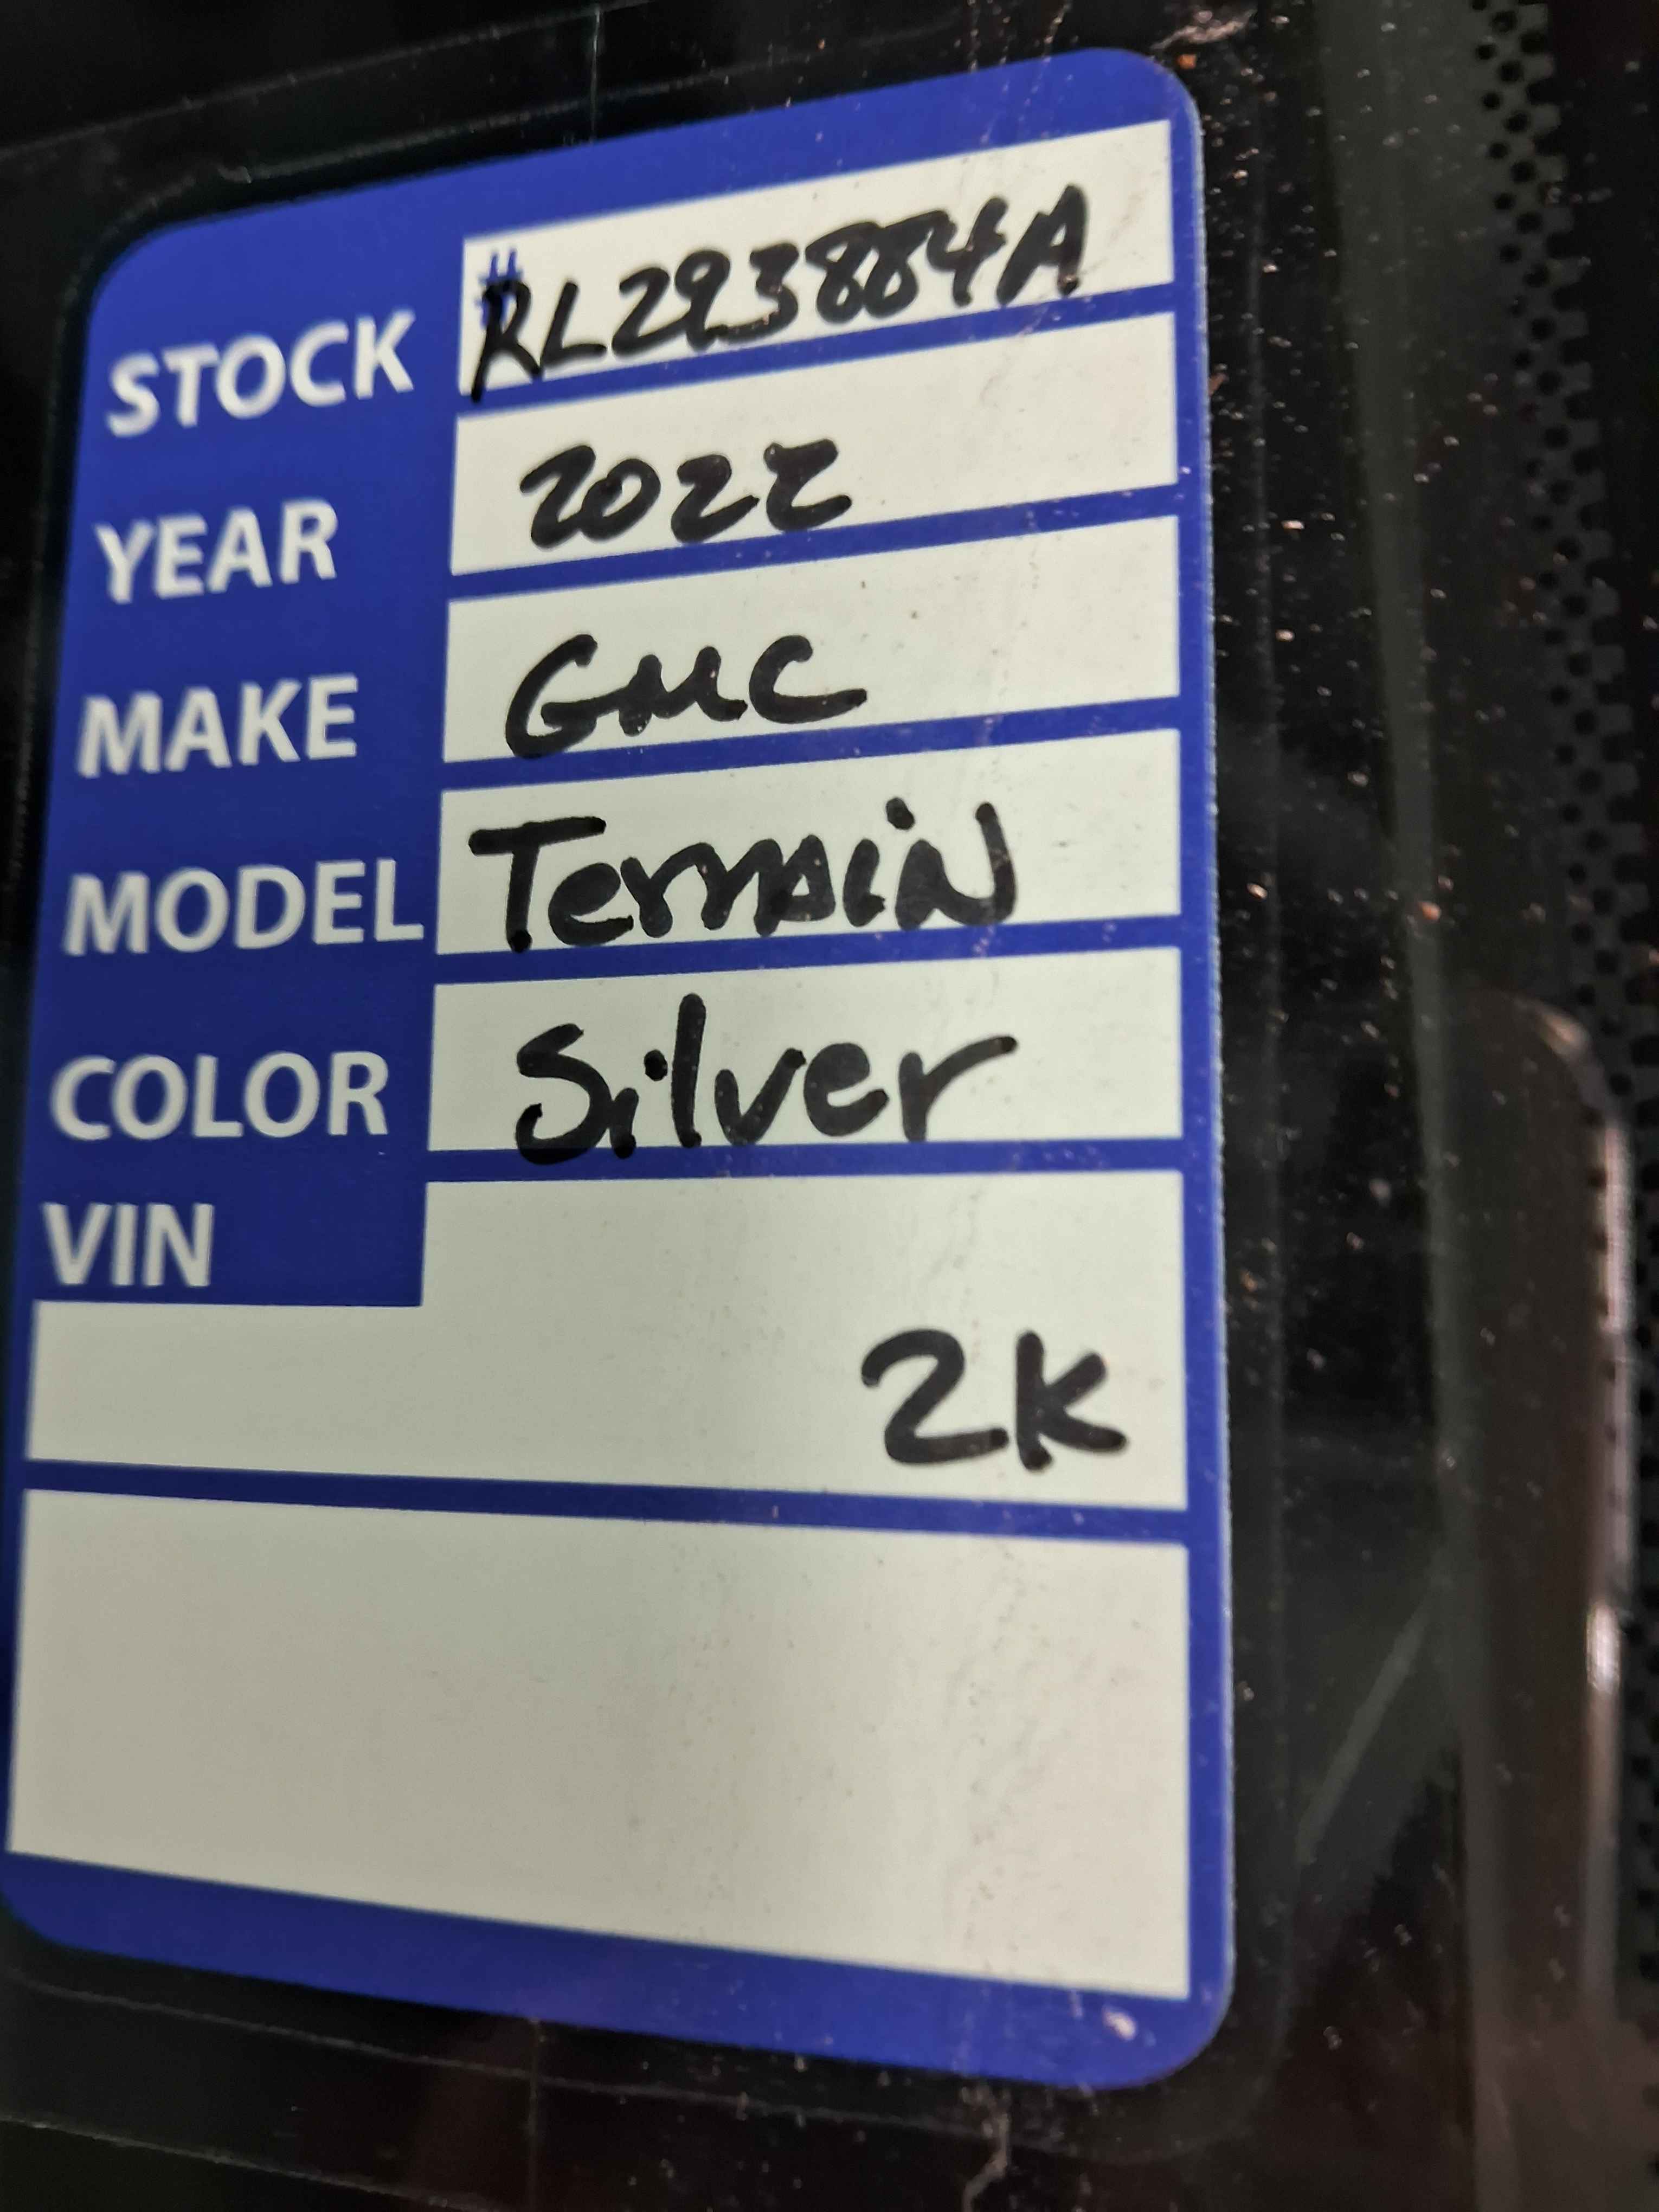 STOCK #RL293884A
YEAR 2022
MAKE GMC
MODEL Terrain
COLOR Silver
VIN
2K